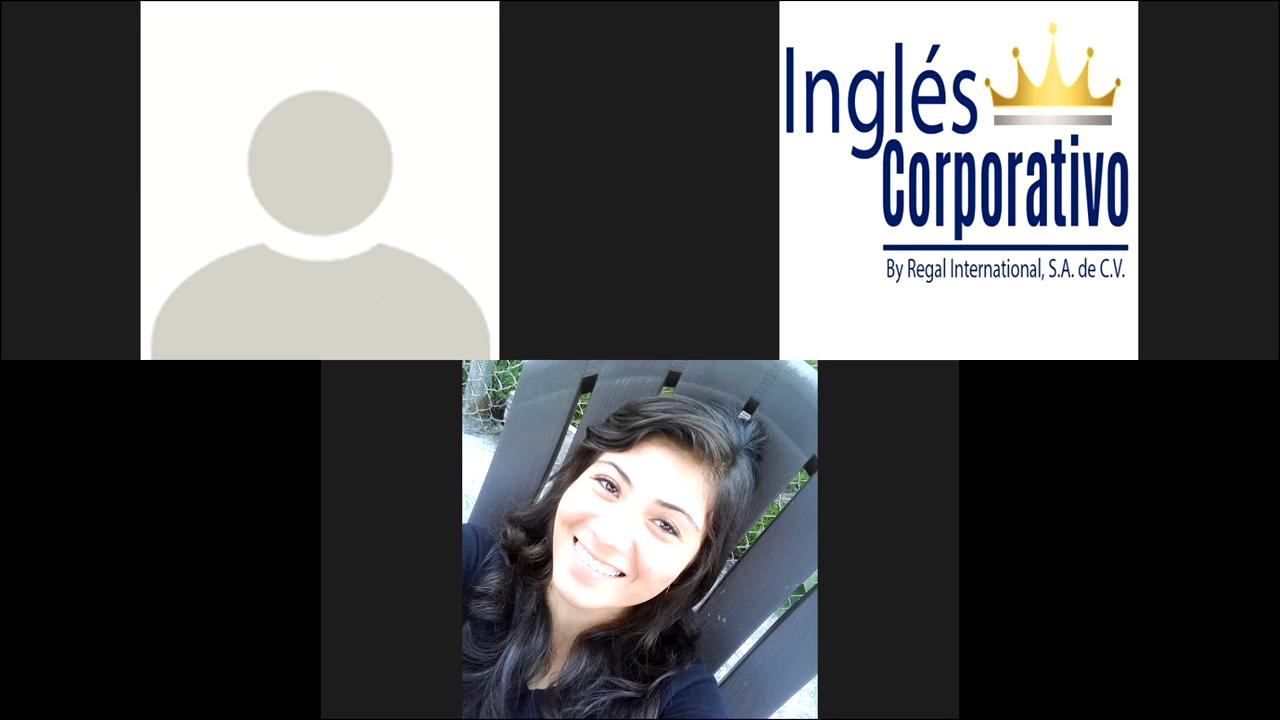 Inglés
Corporativo
By Regal International, S.A. de C.V.